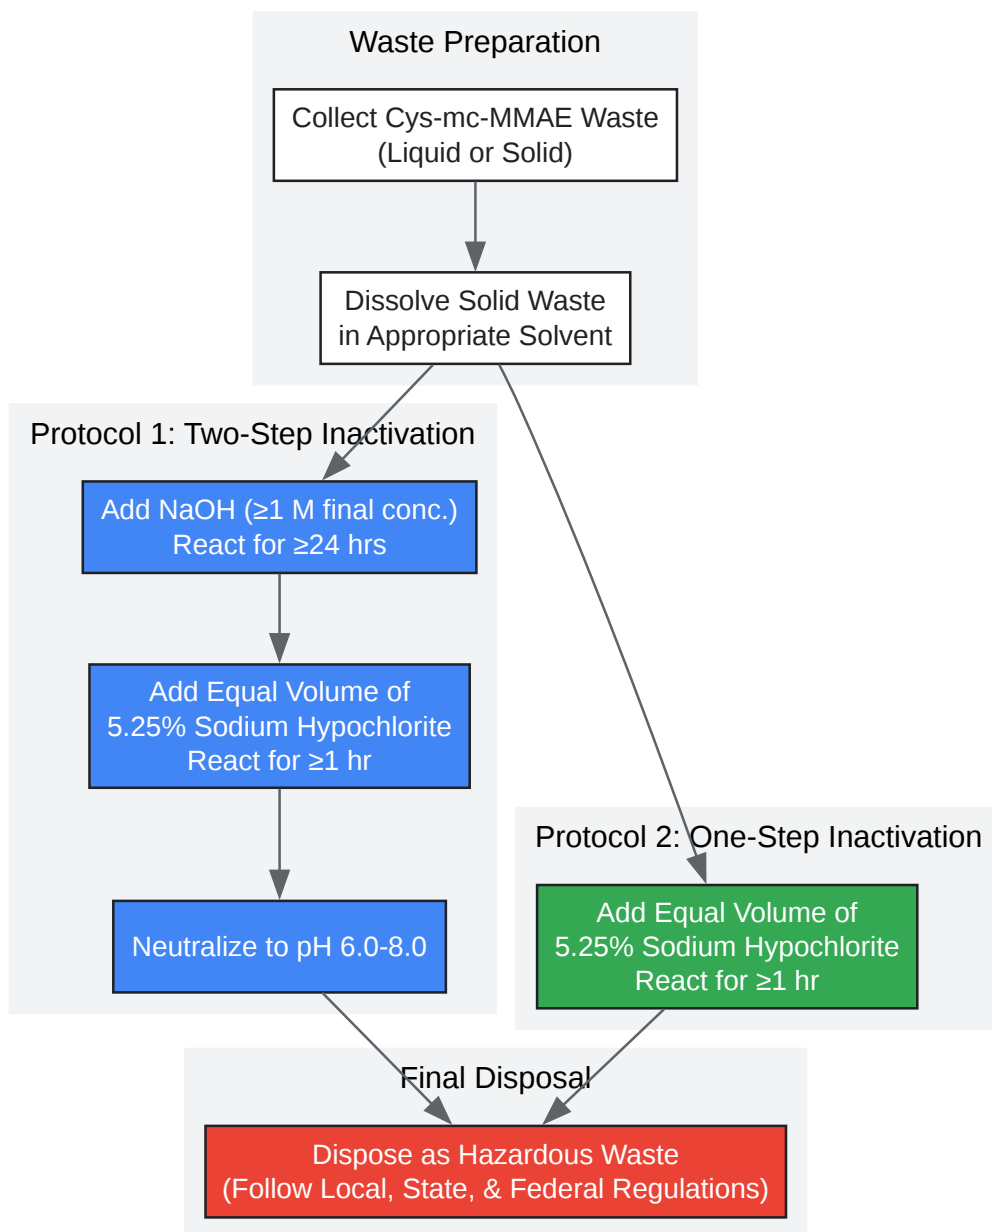 Waste Preparation
Collect Cys-mc-MMAE Waste
(Liquid or Solid)
Dissolve Solid Waste
in Appropriate Solvent
Protocol 1: Two-Step Inactivation
Add NaOH (≥1 M final conc.)
React for ≥24 hrs
Add Equal Volume of
5.25% Sodium Hypochlorite
React for ≥1 hr
Neutralize to pH 6.0-8.0
Protocol 2: One-Step Inactivation
Add Equal Volume of
5.25% Sodium Hypochlorite
React for ≥1 hr
Final Disposal
Dispose as Hazardous Waste
(Follow Local, State, & Federal Regulations)